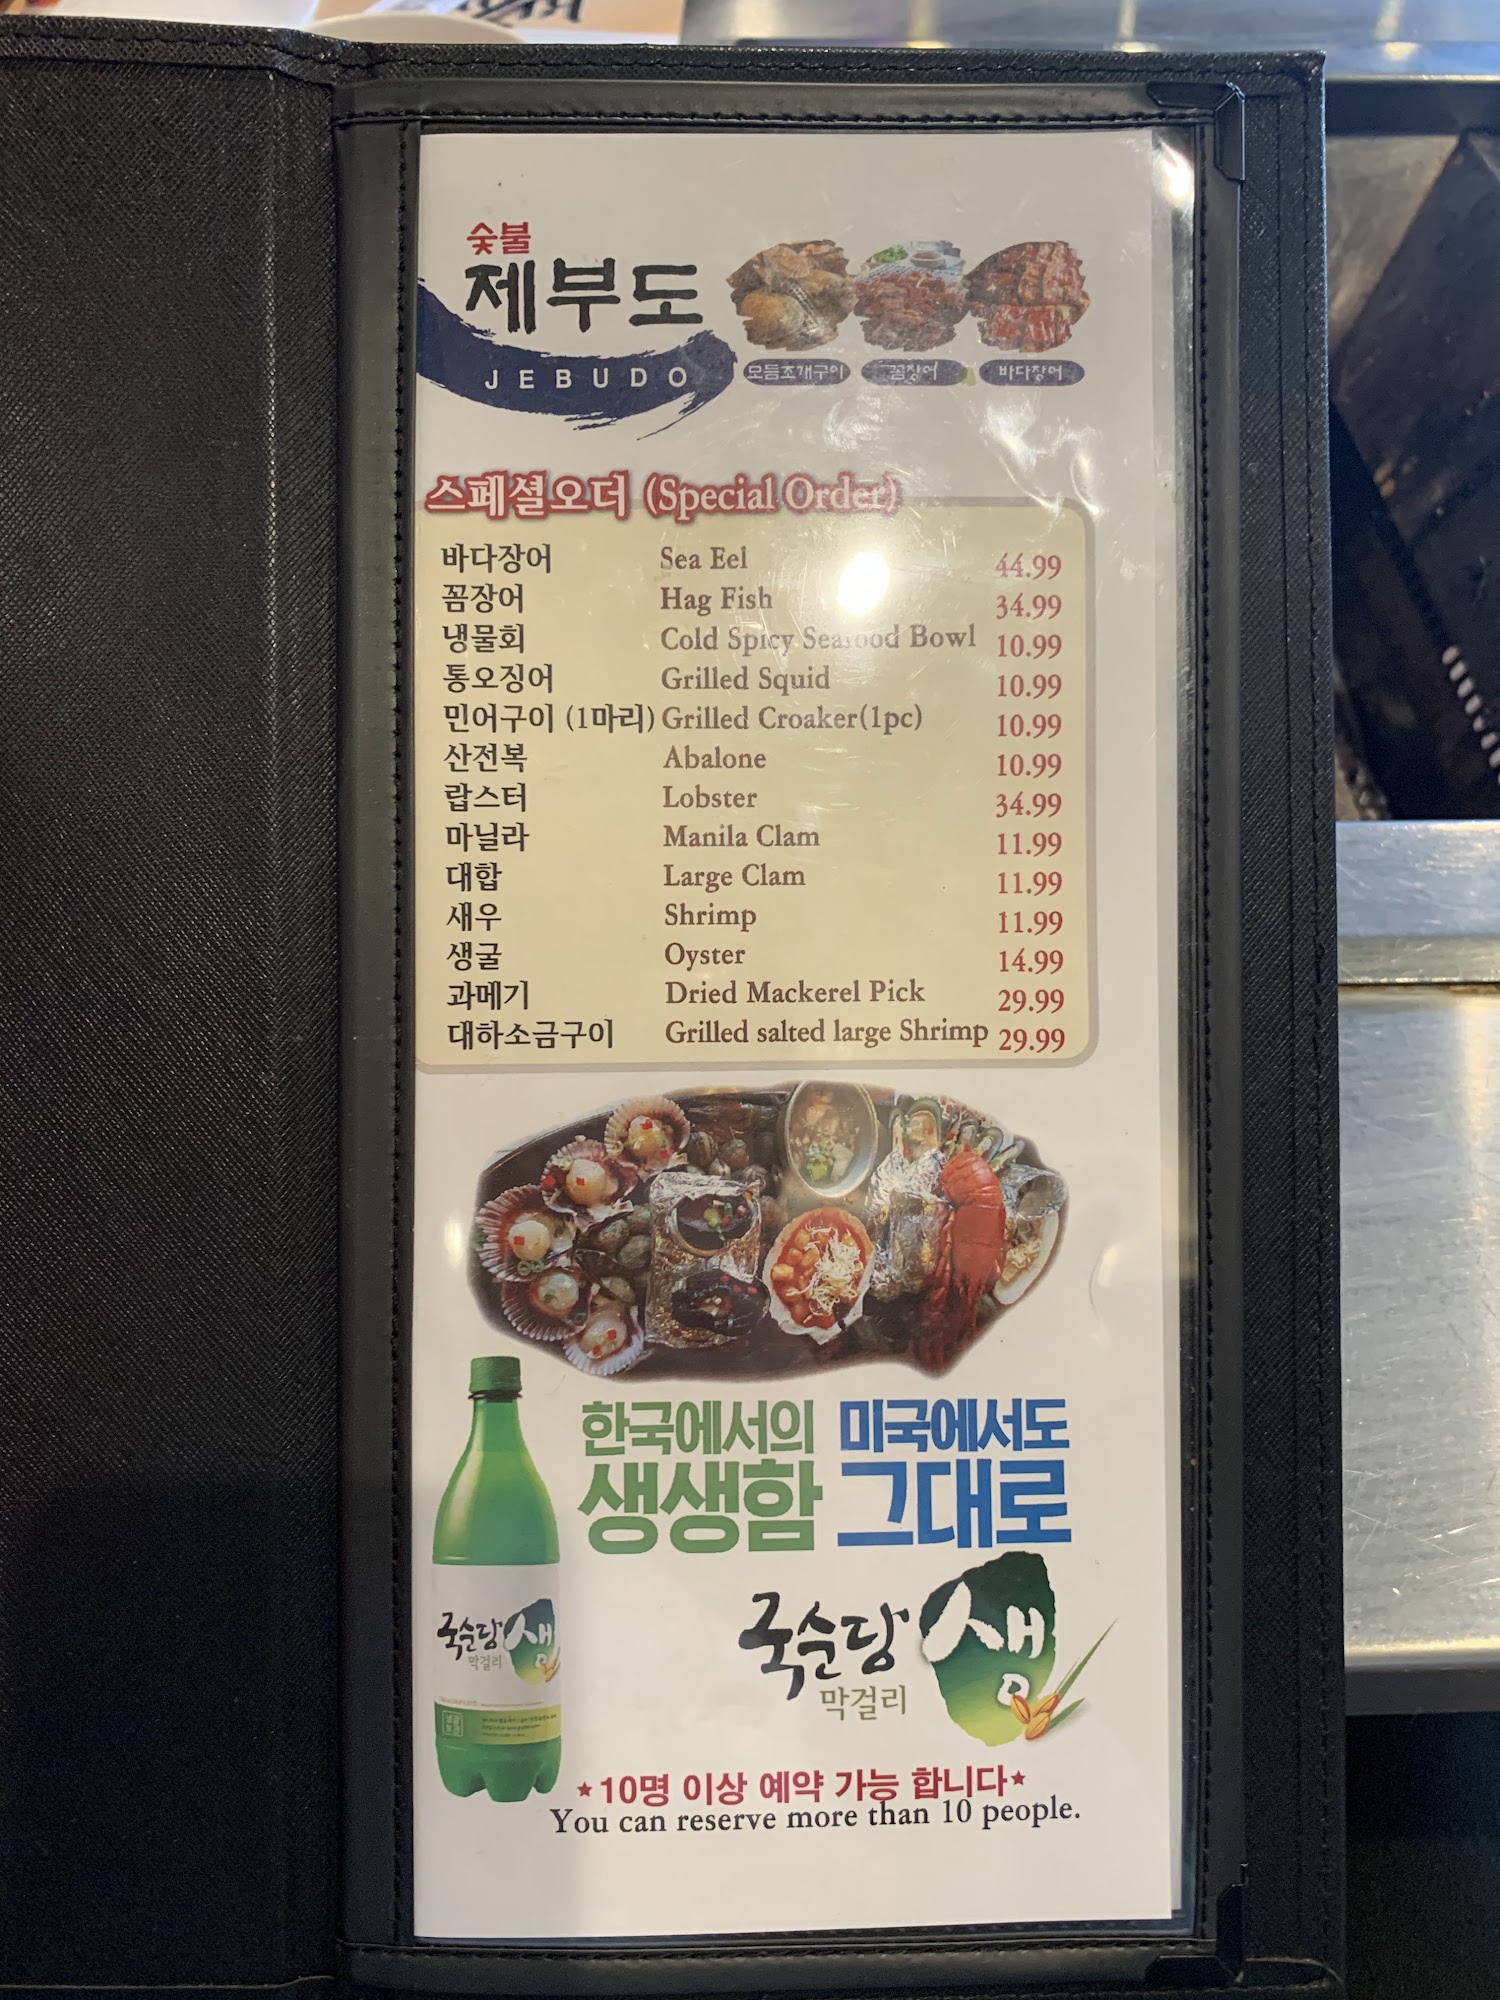 숯불
제부도
JEBUDO
모듬조개구이 꼼장어 바다장어
스페셜오더 (Special Order)
바다장어 Sea Eel 44.99
꼼장어 Hag Fish 34.99
냉물회 Cold Spicy Seafood Bowl 10.99
통오징어 Grilled Squid 10.99
민어구이 (1마리) Grilled Croaker(1pc) 10.99
산전복 Abalone 10.99
랍스터 Lobster 34.99
마닐라 Manila Clam 11.99
대합 Large Clam 11.99
새우 Shrimp 11.99
생굴 Oyster 14.99
과메기 Dried Mackerel Pick 29.99
대하소금구이 Grilled salted large Shrimp 29.99
한국에서의 미국에서도
생생함 그대로
국순당 생
막걸리
국순당 생
막걸리
★10명 이상 예약 가능 합니다★
You can reserve more than 10 people.